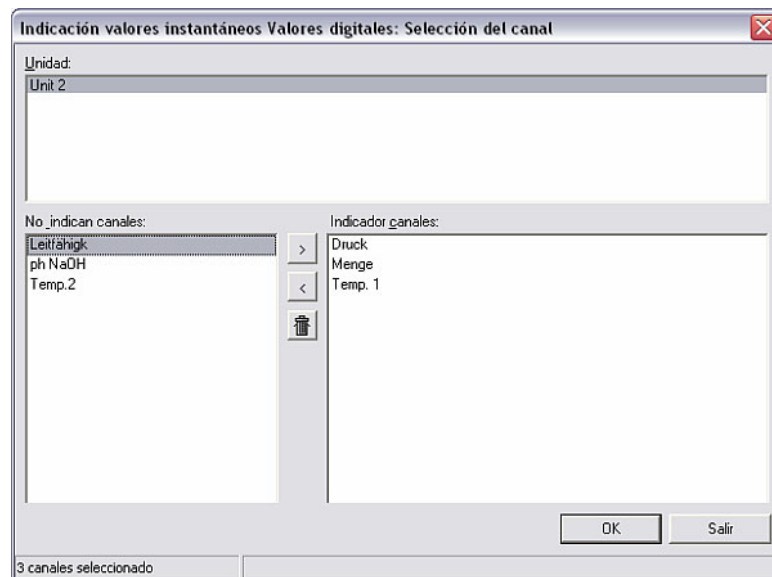 Indicación valores instantáneos Valores digitales: Selección del canal
Unidad:
Unit 2
No_indican canales:
Leitfähigk
ph NaOH
Temp.2
>
<
Indicador canales:
Druck
Menge
Temp. 1
OK
Salir
3 canales seleccionado